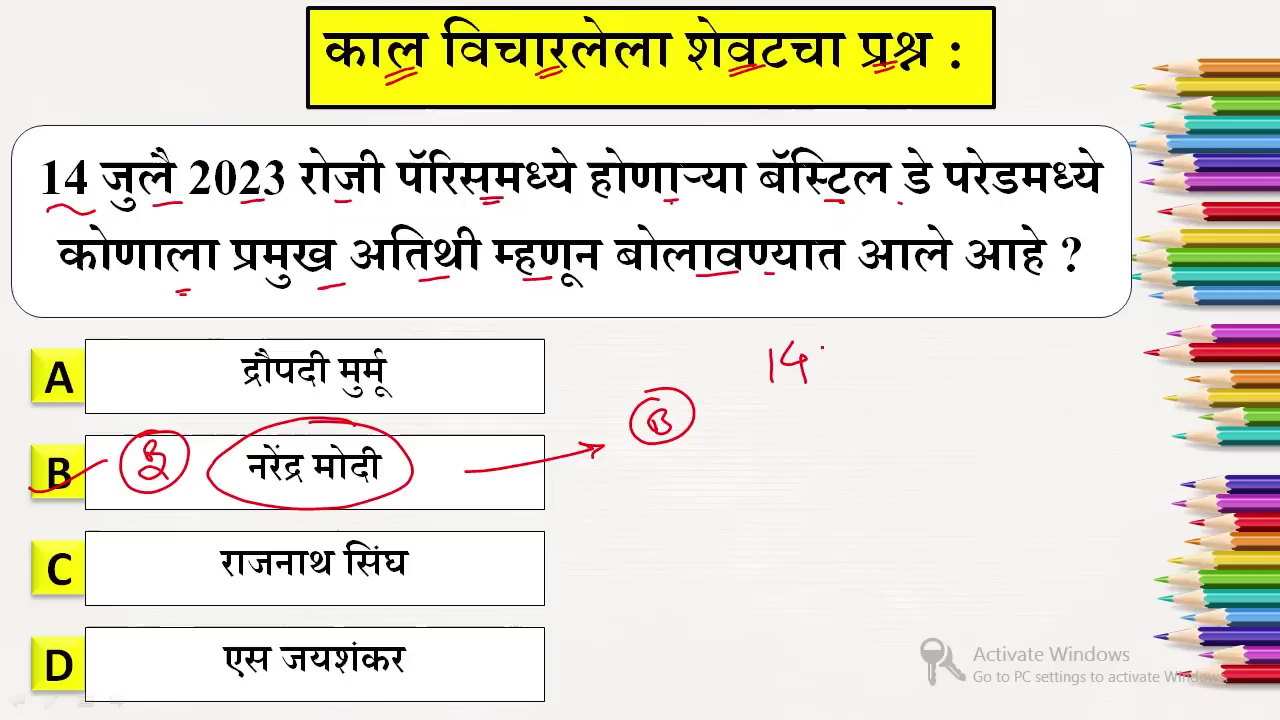 काल विचारलेला शेवटचा प्रश्न :
14 जुलै 2023 रोजी पॅरिसमध्ये होणाऱ्या बॅस्टिल डे परेडमध्ये
कोणाला प्रमुख अतिथी म्हणून बोलावण्यात आले आहे ?
A द्रौपदी मुर्मू
14
B नरेंद्र मोदी
B
C राजनाथ सिंघ
D एस जयशंकर
Activate Windows
Go to PC settings to activate Windows.